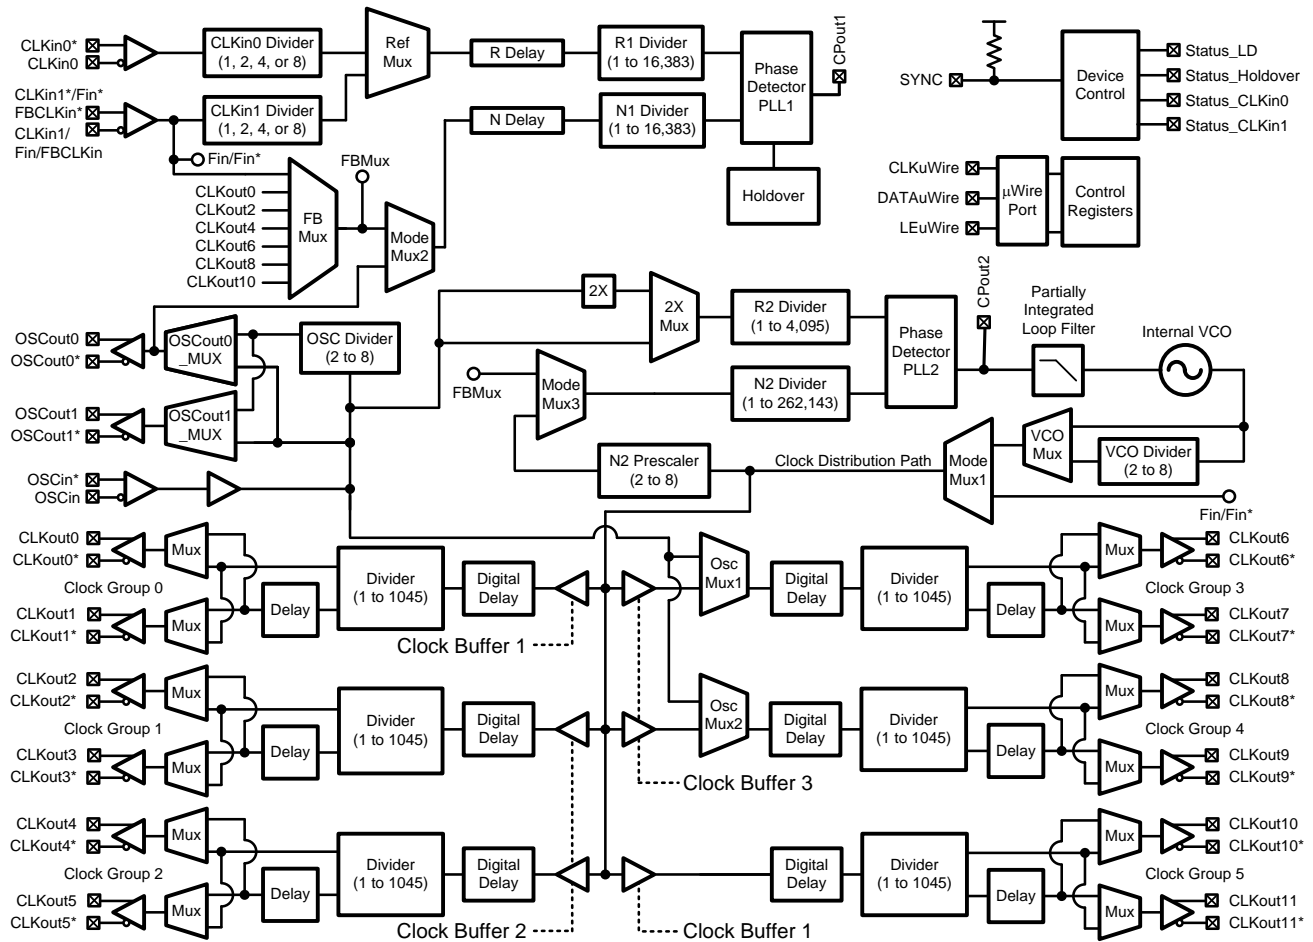 CLKin0*
CLKin0
CLKin0 Divider
(1, 2, 4, or 8)
Ref
Mux
R Delay
R1 Divider
(1 to 16,383)
Phase
Detector
PLL1
CPout1
CLKin1*/Fin*
FBCLKin*
CLKin1/
Fin/FBCLKin
CLKin1 Divider
(1, 2, 4, or 8)
N Delay
N1 Divider
(1 to 16,383)
Fin/Fin*
Holdover
SYNC
Device
Control
Status_LD
Status_Holdover
Status_CLKin0
Status_CLKin1
CLKuWire
DATAuWire
LEuWire
µWire
Port
Control
Registers
CLKout0
CLKout2
CLKout4
CLKout6
CLKout8
CLKout10
FB
Mux
FBMux
Mode
Mux2
OSCout0
OSCout0*
OSCout0
_MUX
OSC Divider
(2 to 8)
OSCout1
OSCout1*
OSCout1
_MUX
OSCin*
OSCin
2X
2X
Mux
R2 Divider
(1 to 4,095)
Phase
Detector
PLL2
CPout2
Partially
Integrated
Loop Filter
Internal VCO
FBMux
Mode
Mux3
N2 Divider
(1 to 262,143)
N2 Prescaler
(2 to 8)
Clock Distribution Path
Mode
Mux1
VCO
Mux
VCO Divider
(2 to 8)
Fin/Fin*
CLKout0
CLKout0*
Mux
Clock Group 0
CLKout1
CLKout1*
Mux
Delay
Divider
(1 to 1045)
Digital
Delay
Clock Buffer 1
Osc
Mux1
Digital
Delay
Divider
(1 to 1045)
Delay
Mux
CLKout6
CLKout6*
Clock Group 3
Mux
CLKout7
CLKout7*
CLKout2
CLKout2*
Mux
Clock Group 1
CLKout3
CLKout3*
Mux
Delay
Divider
(1 to 1045)
Digital
Delay
Clock Buffer 3
Osc
Mux2
Digital
Delay
Divider
(1 to 1045)
Delay
Mux
CLKout8
CLKout8*
Clock Group 4
Mux
CLKout9
CLKout9*
CLKout4
CLKout4*
Mux
Clock Group 2
CLKout5
CLKout5*
Mux
Delay
Divider
(1 to 1045)
Digital
Delay
Clock Buffer 2
Clock Buffer 1
Digital
Delay
Divider
(1 to 1045)
Delay
Mux
CLKout10
CLKout10*
Clock Group 5
Mux
CLKout11
CLKout11*